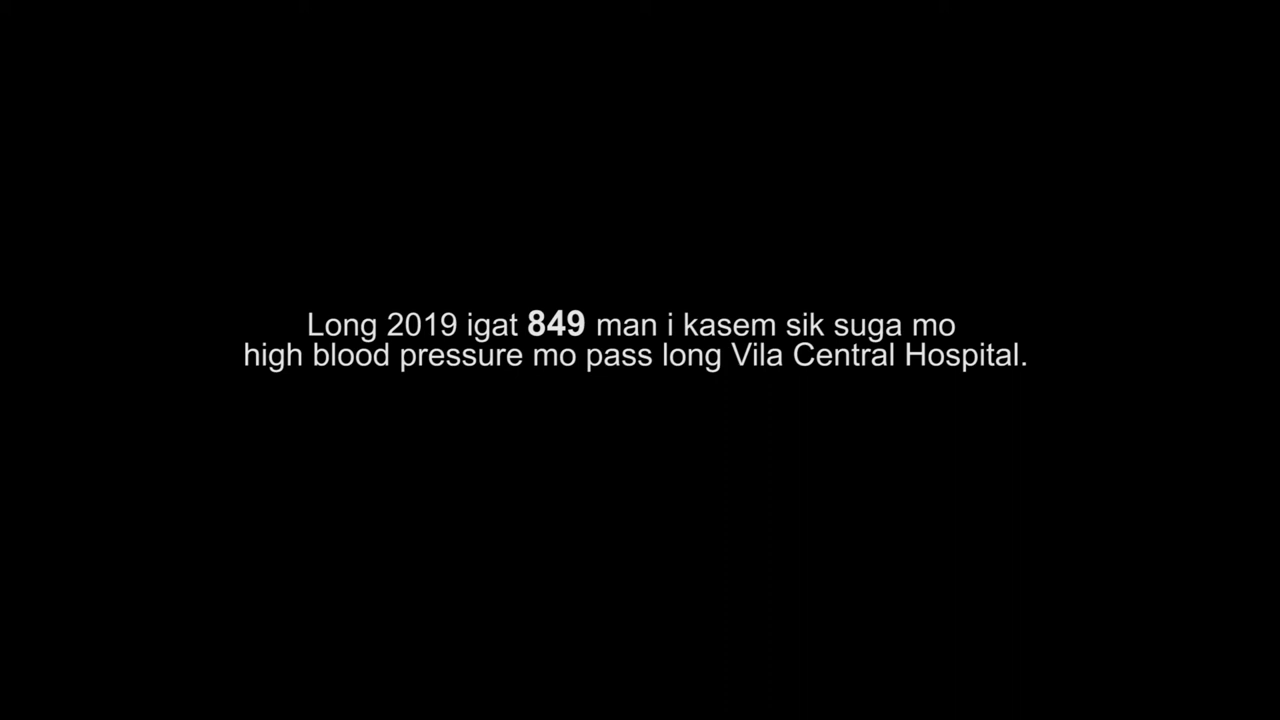 Long 2019 igat 849 man i kasem sik suga mo
high blood pressure mo pass long Vila Central Hospital.